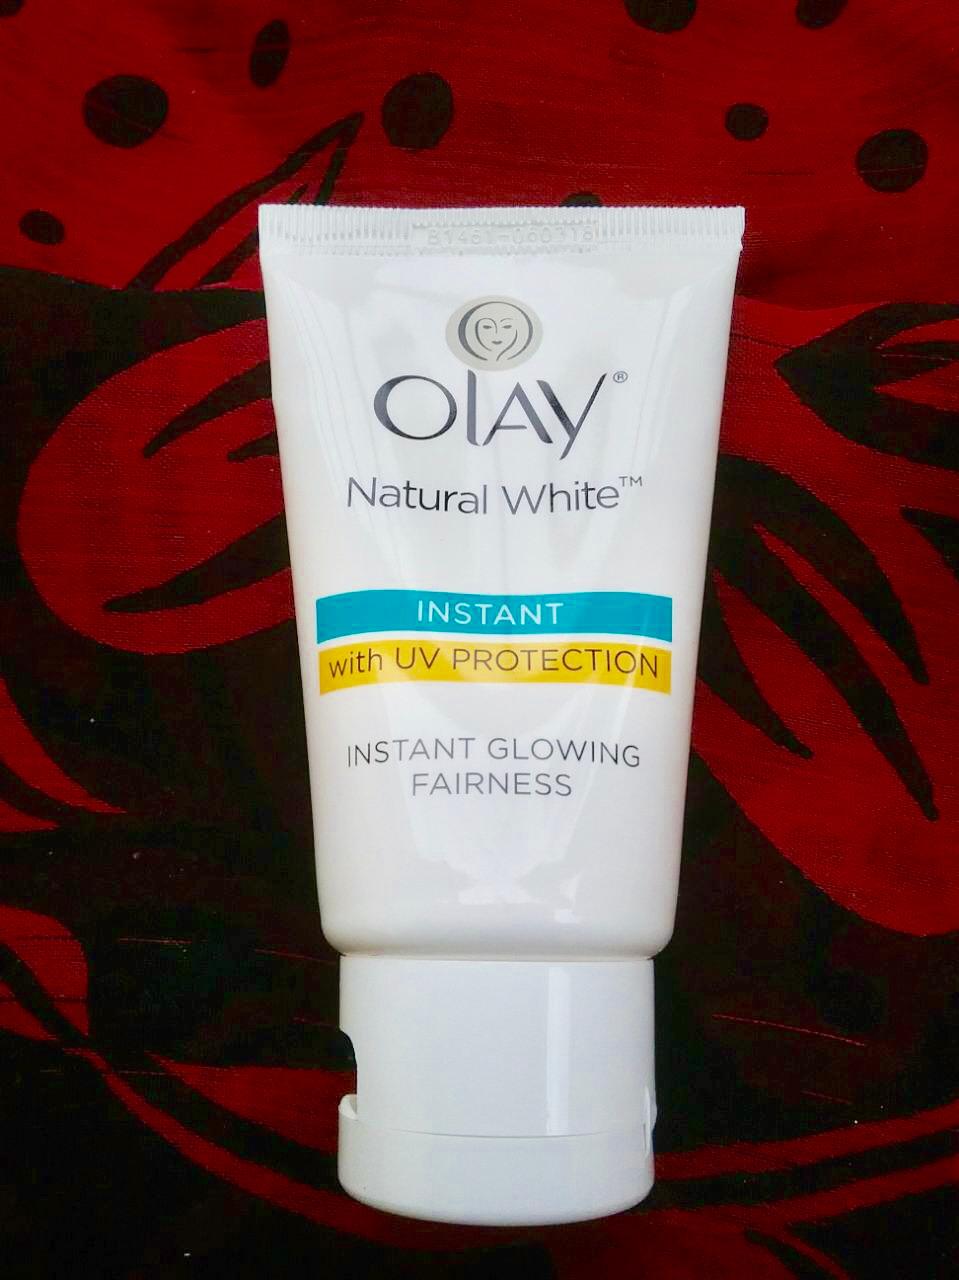 OLAY®
Natural White™
INSTANT
with UV PROTECTION
INSTANT GLOWING
FAIRNESS